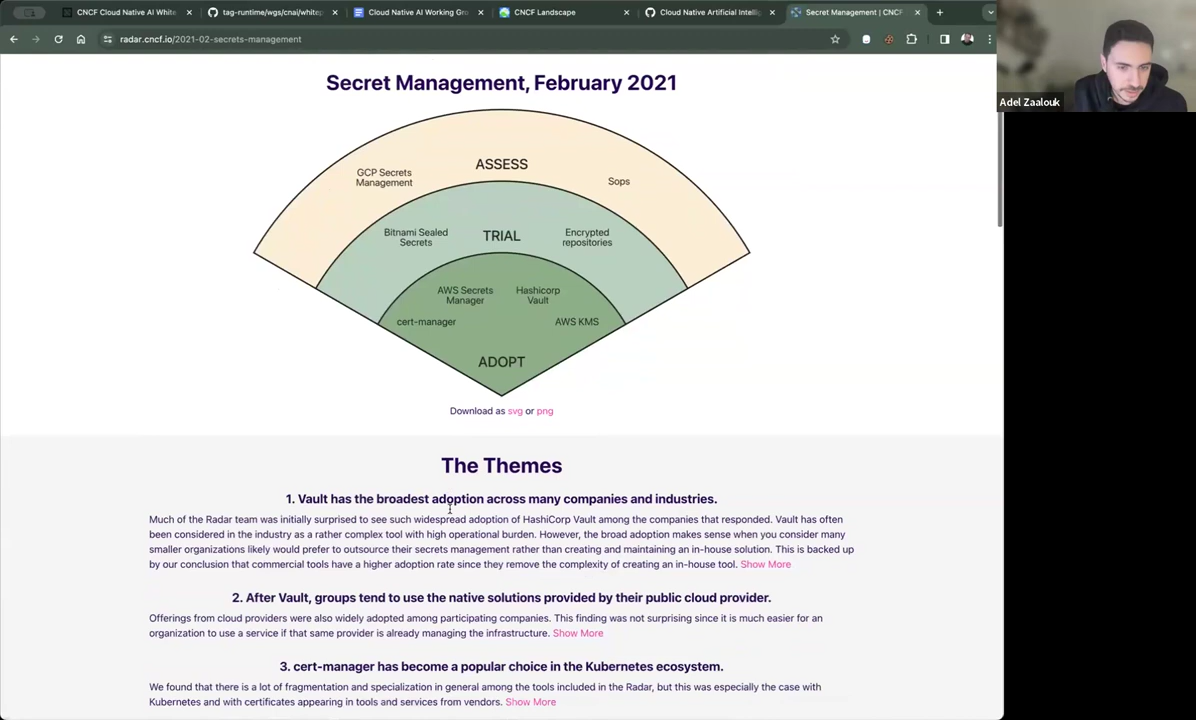 CNCF Cloud Native AI White
tag-runtime/wgs/cnai/whitep
Cloud Native AI Working Gro
CNCF Landscape
Cloud Native Artificial Intellig
Secret Management | CNCF
radar.cncf.io/2021-02-secrets-management
Adel Zaalouk
Secret Management, February 2021
ASSESS
GCP Secrets
Management
Sops
Bitnami Sealed
Secrets
TRIAL
Encrypted
repositories
AWS Secrets
Manager
Hashicorp
Vault
cert-manager
AWS KMS
ADOPT
Download as svg or png
The Themes
1. Vault has the broadest adoption across many companies and industries.
Much of the Radar team was initially surprised to see such widespread adoption of HashiCorp Vault among the companies that responded. Vault has often
been considered in the industry as a rather complex tool with high operational burden. However, the broad adoption makes sense when you consider many
smaller organizations likely would prefer to outsource their secrets management rather than creating and maintaining an in-house solution. This is backed up
by our conclusion that commercial tools have a higher adoption rate since they remove the complexity of creating an in-house tool. Show More
2. After Vault, groups tend to use the native solutions provided by their public cloud provider.
Offerings from cloud providers were also widely adopted among participating companies. This finding was not surprising since it is much easier for an
organization to use a service if that same provider is already managing the infrastructure. Show More
3. cert-manager has become a popular choice in the Kubernetes ecosystem.
We found that there is a lot of fragmentation and specialization in general among the tools included in the Radar, but this was especially the case with
Kubernetes and with certificates appearing in tools and services from vendors. Show More